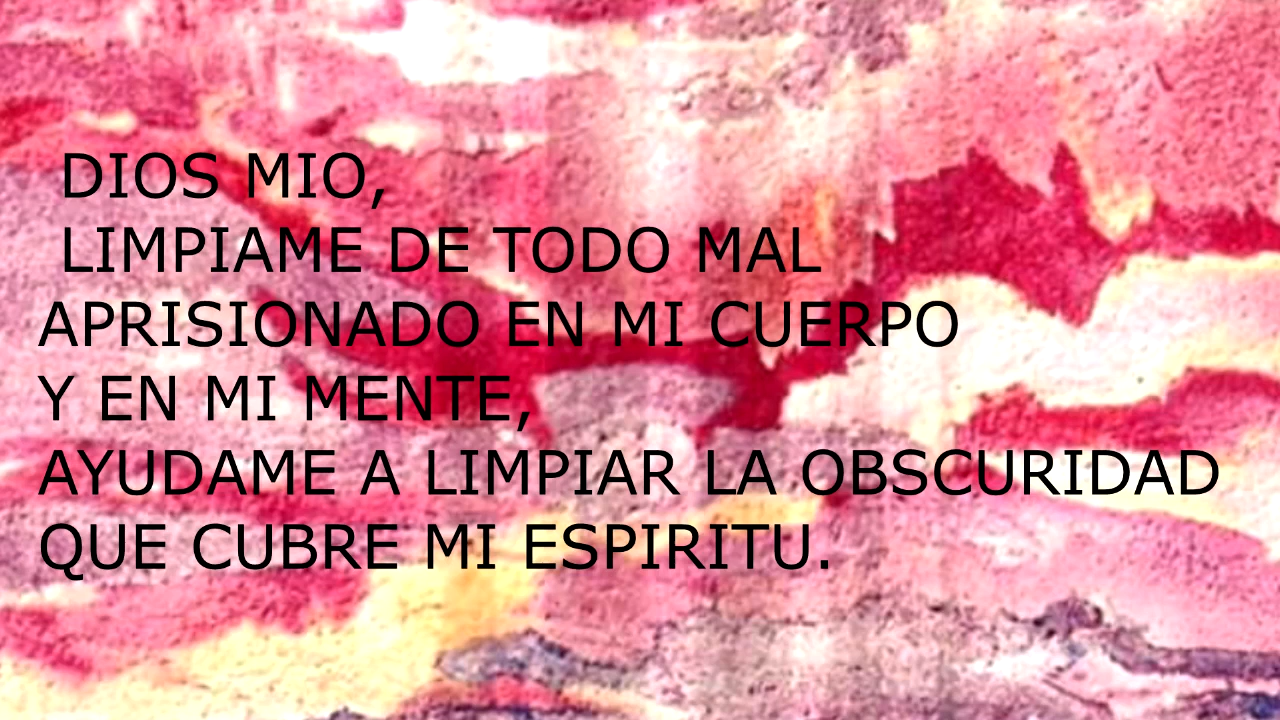 DIOS MIO,
LIMPIAME DE TODO MAL
APRISIONADO EN MI CUERPO
Y EN MI MENTE,
AYUDAME A LIMPIAR LA OBSCURIDAD
QUE CUBRE MI ESPIRITU.